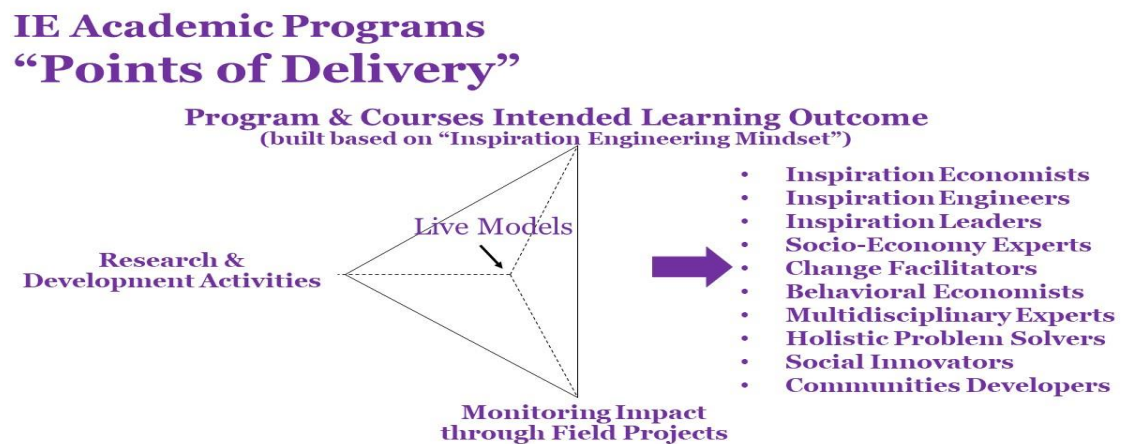 IE Academic Programs
“Points of Delivery”
Program & Courses Intended Learning Outcome
(built based on “Inspiration Engineering Mindset”)
Live Models
Research &
Development Activities
Monitoring Impact
through Field Projects
• Inspiration Economists
• Inspiration Engineers
• Inspiration Leaders
• Socio-Economy Experts
• Change Facilitators
• Behavioral Economists
• Multidisciplinary Experts
• Holistic Problem Solvers
• Social Innovators
• Communities Developers